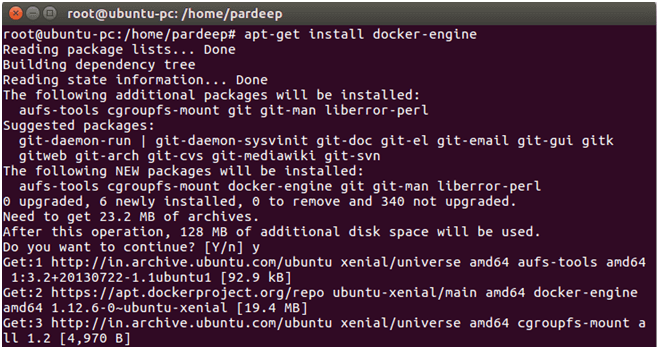 root@ubuntu-pc: /home/pardeep
root@ubuntu-pc:/home/pardeep# apt-get install docker-engine
Reading package lists... Done
Building dependency tree
Reading state information... Done
The following additional packages will be installed:
  aufs-tools cgroupfs-mount git git-man liberror-perl
Suggested packages:
  git-daemon-run | git-daemon-sysvinit git-doc git-el git-email git-gui gitk
  gitweb git-arch git-cvs git-mediawiki git-svn
The following NEW packages will be installed:
  aufs-tools cgroupfs-mount docker-engine git git-man liberror-perl
0 upgraded, 6 newly installed, 0 to remove and 340 not upgraded.
Need to get 23.2 MB of archives.
After this operation, 128 MB of additional disk space will be used.
Do you want to continue? [Y/n] y
Get:1 http://in.archive.ubuntu.com/ubuntu xenial/universe amd64 aufs-tools amd64
 1:3.2+20130722-1.1ubuntu1 [92.9 kB]
Get:2 https://apt.dockerproject.org/repo ubuntu-xenial/main amd64 docker-engine
amd64 1.12.6-0~ubuntu-xenial [19.4 MB]
Get:3 http://in.archive.ubuntu.com/ubuntu xenial/universe amd64 cgroupfs-mount a
ll 1.2 [4,970 B]